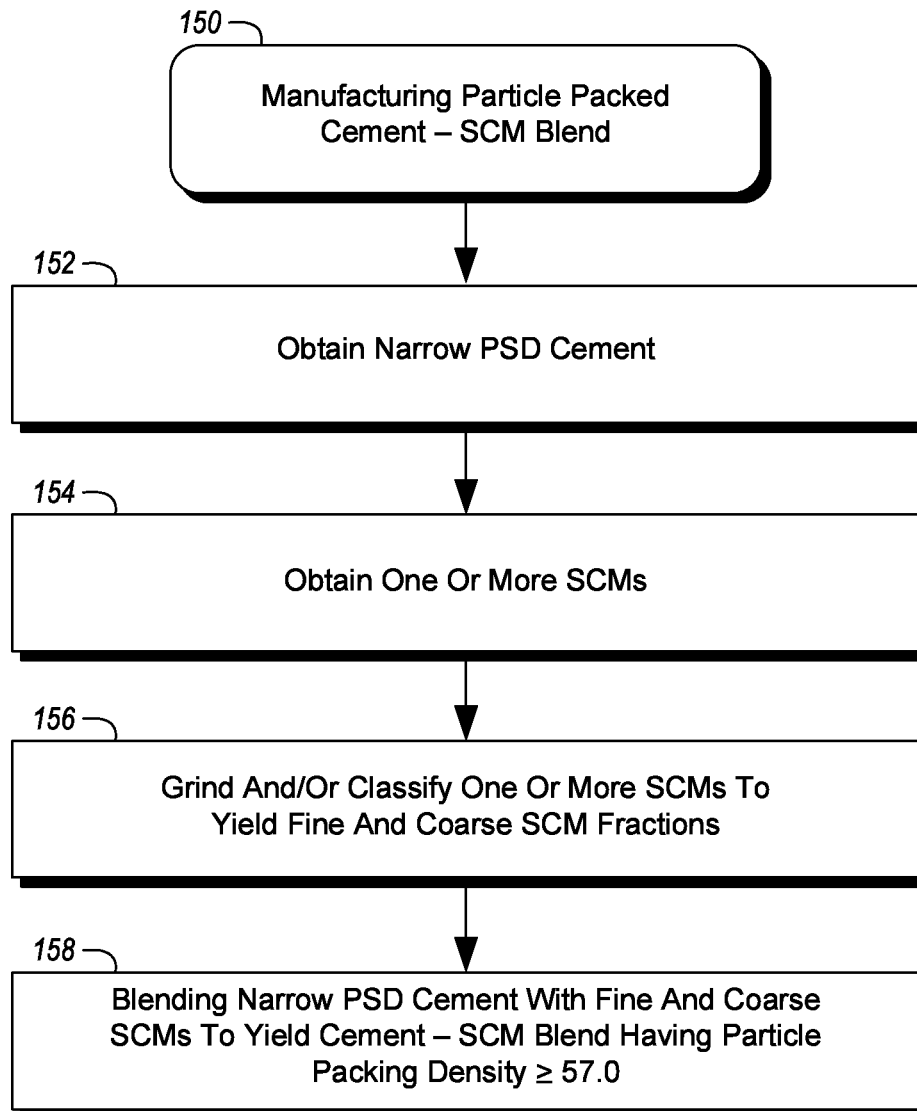 150
Manufacturing Particle Packed
Cement – SCM Blend
152
Obtain Narrow PSD Cement
154
Obtain One Or More SCMs
156
Grind And/Or Classify One Or More SCMs To
Yield Fine And Coarse SCM Fractions
158
Blending Narrow PSD Cement With Fine And Coarse
SCMs To Yield Cement – SCM Blend Having Particle
Packing Density ≥ 57.0